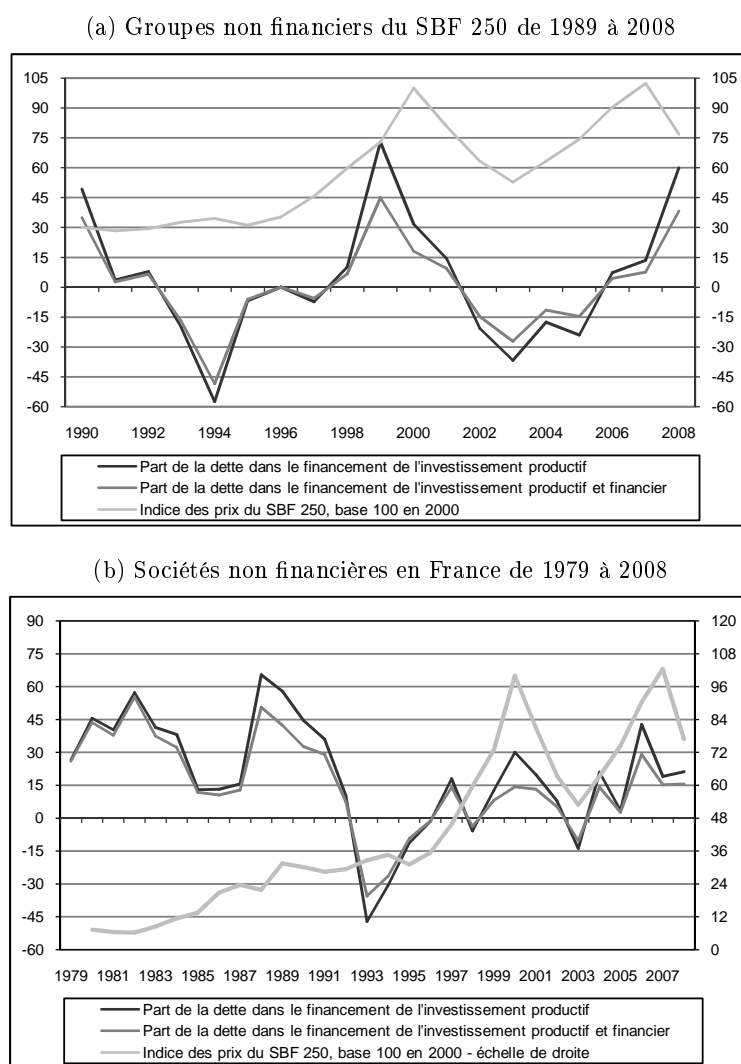 (a) Groupes non financiers du SBF 250 de 1989 à 2008
105 105
90 90
75 75
60 60
45 45
30 30
15 15
0 0
-15 -15
-30 -30
-45 -45
-60 -60
1990 1992 1994 1996 1998 2000 2002 2004 2006 2008
Part de la dette dans le financement de l'investissement productif
Part de la dette dans le financement de l'investissement productif et financier
Indice des prix du SBF 250, base 100 en 2000
(b) Sociétés non financières en France de 1979 à 2008
90 120
75 108
60 96
45 84
30 72
15 60
0 48
-15 36
-30 24
-45 12
-60 0
1979 1981 1983 1985 1987 1989 1991 1993 1995 1997 1999 2001 2003 2005 2007
Part de la dette dans le financement de l'investissement productif
Part de la dette dans le financement de l'investissement productif et financier
Indice des prix du SBF 250, base 100 en 2000 - échelle de droite